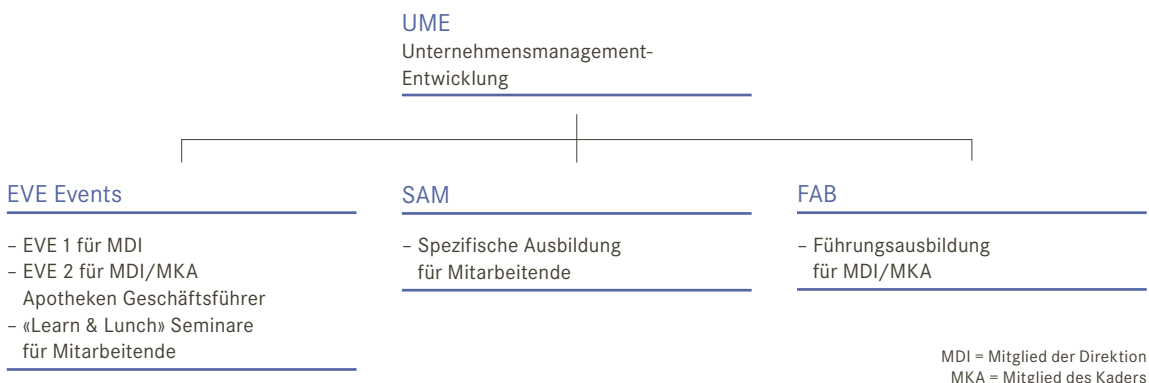 UME
Unternehmensmanagement-
Entwicklung
EVE Events
– EVE 1 für MDI
– EVE 2 für MDI/MKA
Apotheken Geschäftsführer
– «Learn & Lunch» Seminare
für Mitarbeitende
SAM
– Spezifische Ausbildung
für Mitarbeitende
FAB
– Führungsausbildung
für MDI/MKA
MDI = Mitglied der Direktion
MKA = Mitglied des Kaders